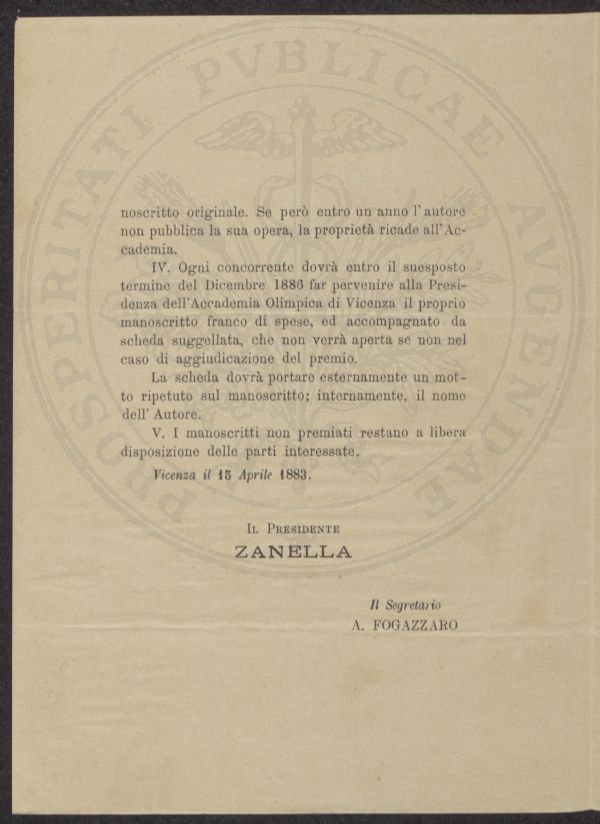 PROSPERITATI PVBLICAE AVGENDAE
noscritto originale. Se però entro un anno l'autore
non pubblica la sua opera, la proprietà ricade all'Ac-
cademia.
IV. Ogni concorrente dovrà entro il suesposto
termine del Dicembre 1886 far pervenire alla Presi-
denza dell'Accademia Olimpica di Vicenza il proprio
manoscritto franco di spese, ed accompagnato da
scheda suggellata, che non verrà aperta se non nel
caso di aggiudicazione del premio.
La scheda dovrà portare esternamente un mot-
to ripetuto sul manoscritto; internamente, il nome
dell' Autore.
V. I manoscritti non premiati restano a libera
disposizione delle parti interessate.
Vicenza il 15 Aprile 1883.
IL PRESIDENTE
ZANELLA
Il Segretario
A. FOGAZZARO